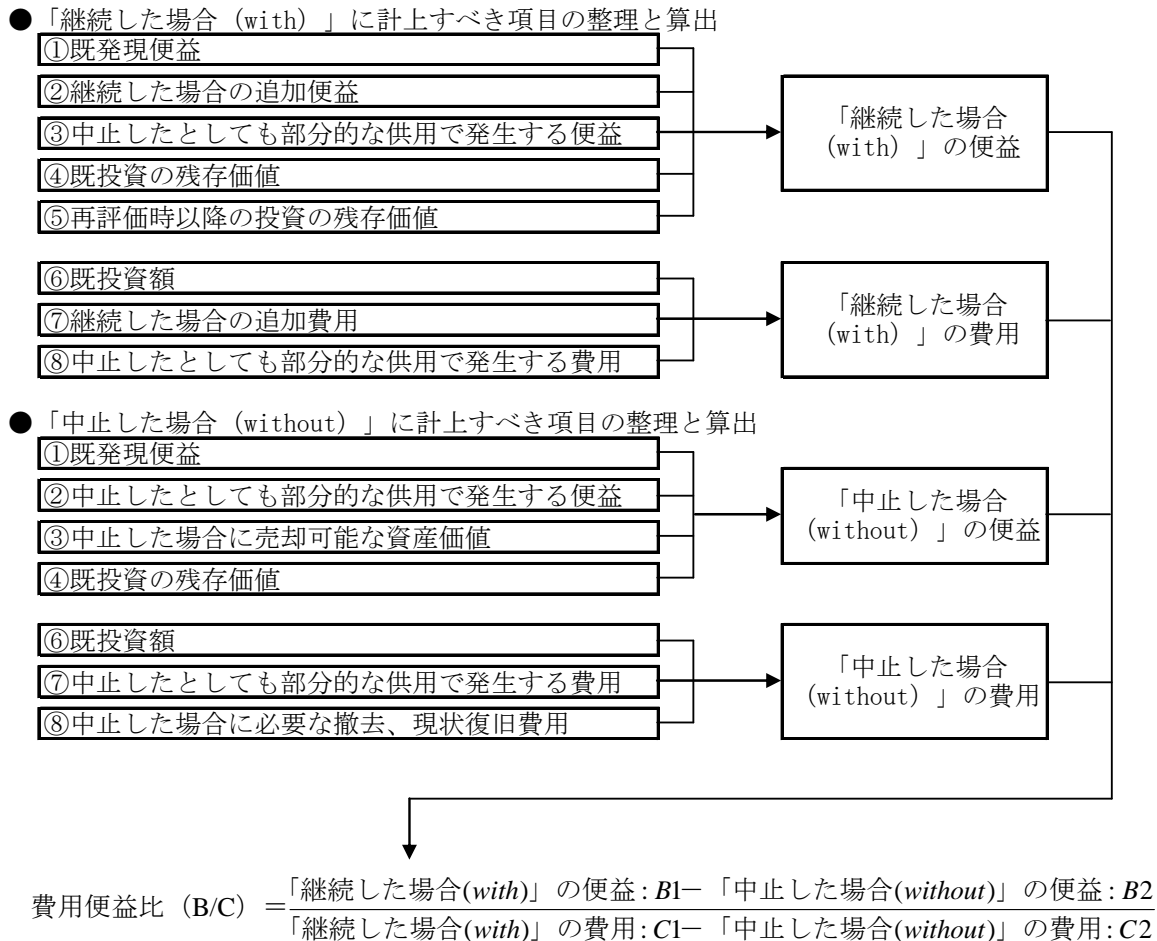 ●「継続した場合（with）」に計上すべき項目の整理と算出
①既発現便益
②継続した場合の追加便益
③中止したとしても部分的な供用で発生する便益
④既投資の残存価値
⑤再評価時以降の投資の残存価値
「継続した場合
（with）」の便益
⑥既投資額
⑦継続した場合の追加費用
⑧中止したとしても部分的な供用で発生する費用
「継続した場合
（with）」の費用
●「中止した場合（without）」に計上すべき項目の整理と算出
①既発現便益
②中止したとしても部分的な供用で発生する便益
③中止した場合に売却可能な資産価値
④既投資の残存価値
「中止した場合
（without）」の便益
⑥既投資額
⑦中止したとしても部分的な供用で発生する費用
⑧中止した場合に必要な撤去、現状復旧費用
「中止した場合
（without）」の費用
費用便益比（B/C）＝
「継続した場合(with)」の便益:B1－「中止した場合(without)」の便益:B2
「継続した場合(with)」の費用:C1－「中止した場合(without)」の費用:C2